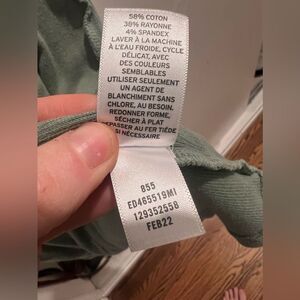 58% COTON
38% RAYONNE
4% SPANDEX
LAVER À LA MACHINE
À L'EAU FROIDE, CYCLE
DÉLICAT, AVEC
DES COULEURS
SEMBLABLES
UTILISER SEULEMENT
UN AGENT DE
BLANCHIMENT SANS
CHLORE, AU BESOIN,
REDONNER FORME,
SÉCHER À PLAT
REPASSER AU FER TIÈDE
SI NÉCESSAIRE
855
ED465519MI
129352558
FEB22